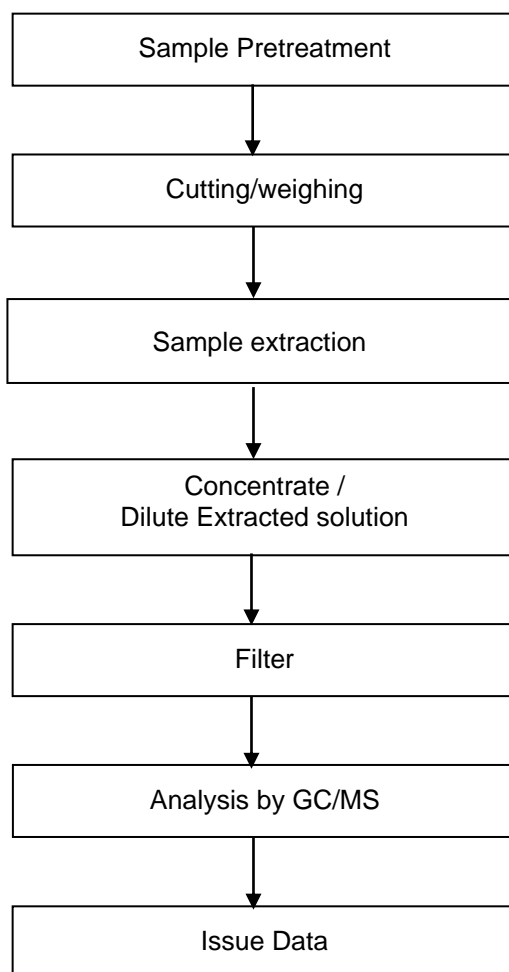 Sample Pretreatment
Cutting/weighing
Sample extraction
Concentrate /
Dilute Extracted solution
Filter
Analysis by GC/MS
Issue Data